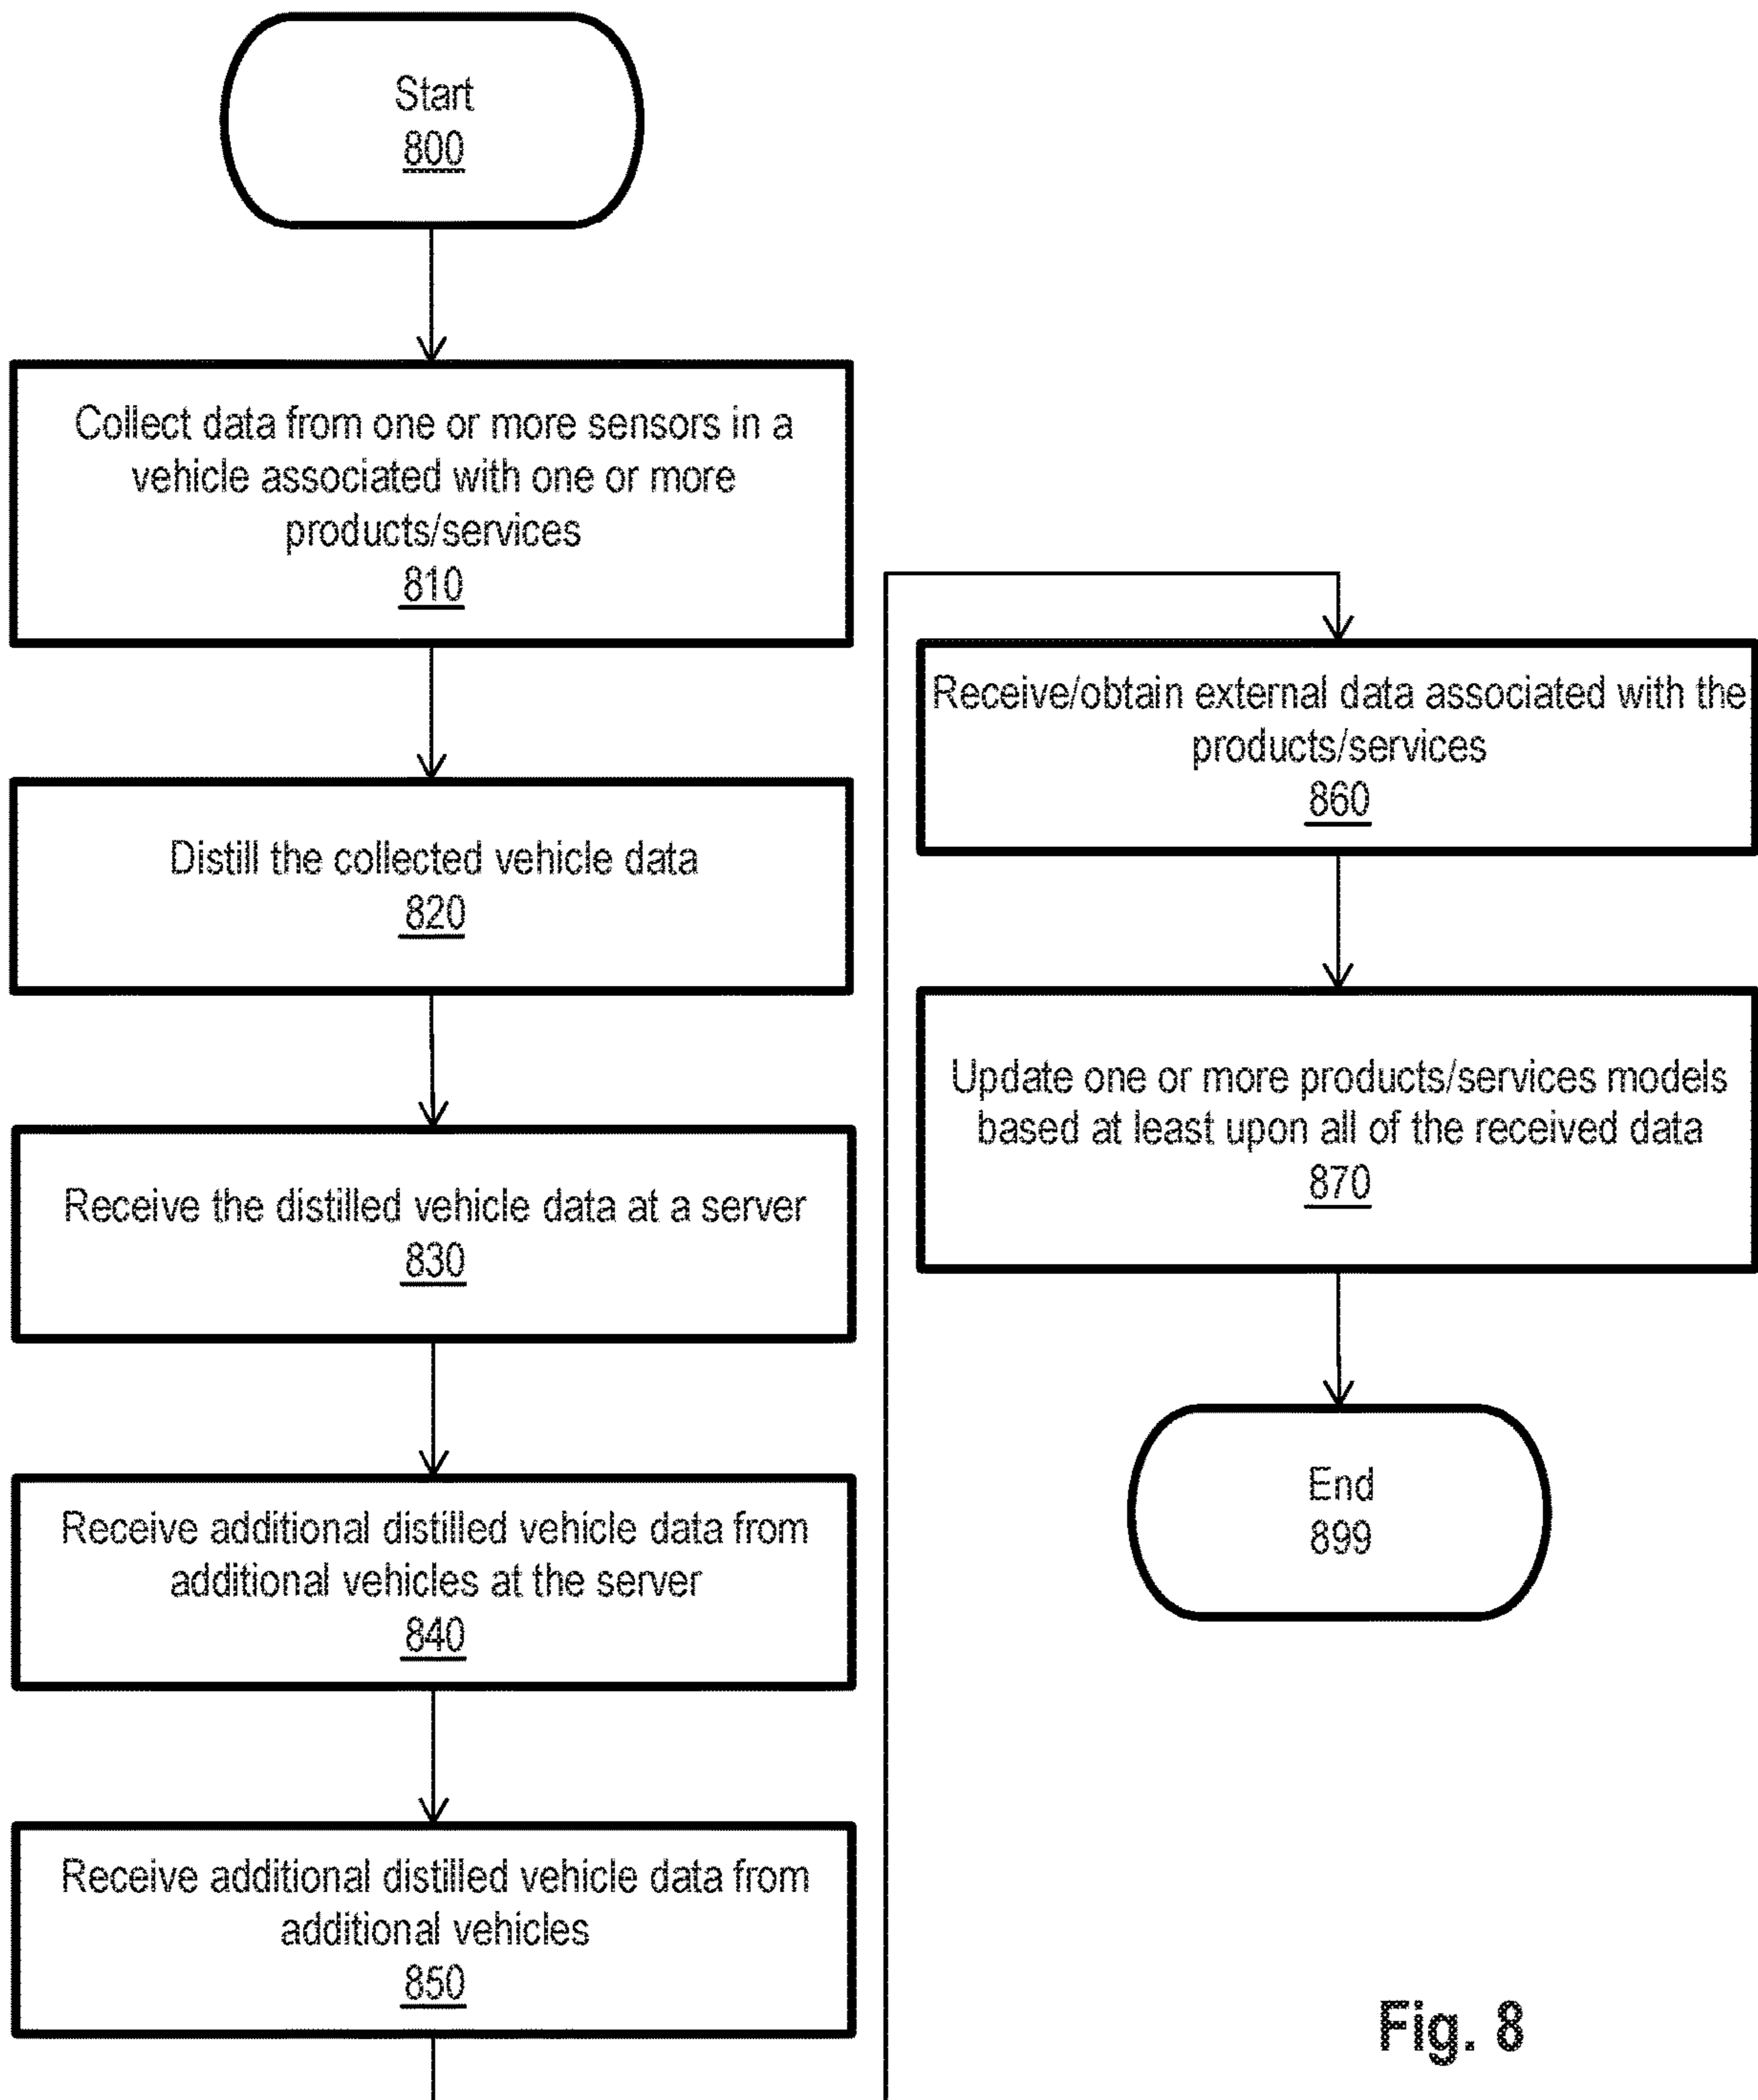 Start
800
Collect data from one or more sensors in a
vehicle associated with one or more
products/services
810
Distill the collected vehicle data
820
Receive the distilled vehicle data at a server
830
Receive additional distilled vehicle data from
additional vehicles at the server
840
Receive additional distilled vehicle data from
additional vehicles
850
Receive/obtain external data associated with the
products/services
860
Update one or more products/services models
based at least upon all of the received data
870
End
899
Fig. 8